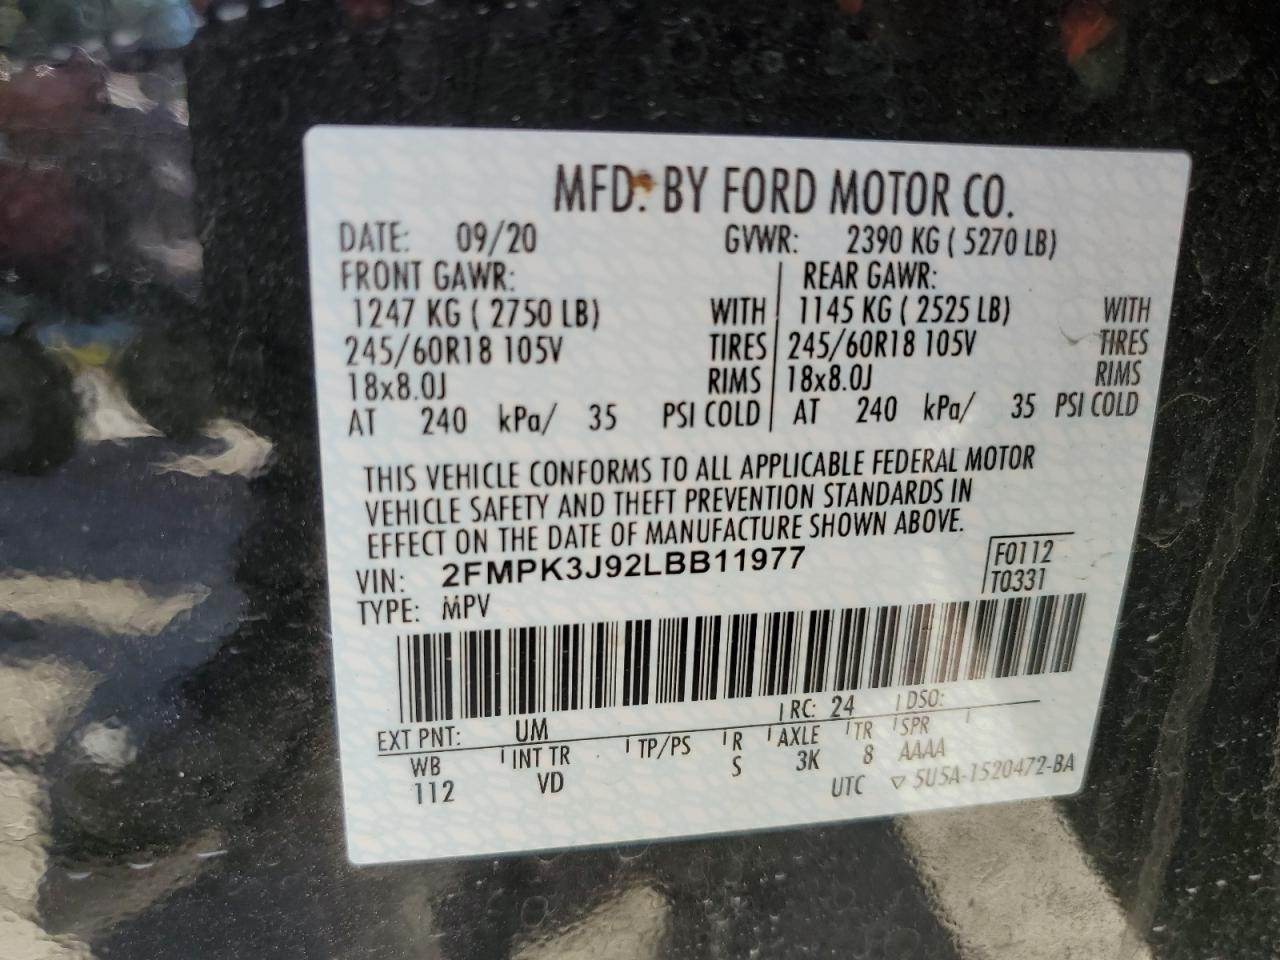 MFD. BY FORD MOTOR CO.
DATE: 09/20 GVWR: 2390 KG ( 5270 LB)
FRONT GAWR: REAR GAWR:
1247 KG ( 2750 LB) WITH 1145 KG ( 2525 LB) WITH
245/60R18 105V TIRES 245/60R18 105V TIRES
18x8.0J RIMS 18x8.0J RIMS
AT 240 kPa/ 35 PSI COLD AT 240 kPa/ 35 PSI COLD
THIS VEHICLE CONFORMS TO ALL APPLICABLE FEDERAL MOTOR
VEHICLE SAFETY AND THEFT PREVENTION STANDARDS IN
EFFECT ON THE DATE OF MANUFACTURE SHOWN ABOVE.
VIN: 2FMPK3J92LBB11977 F0112
TYPE: MPV T0331
EXT PNT: UM RC: 24 DSO:
WB INT TR TP/PS R AXLE TR SPR
112 VD S 3K 8 AAAA
UTC ▽ 5U5A-1520472-BA